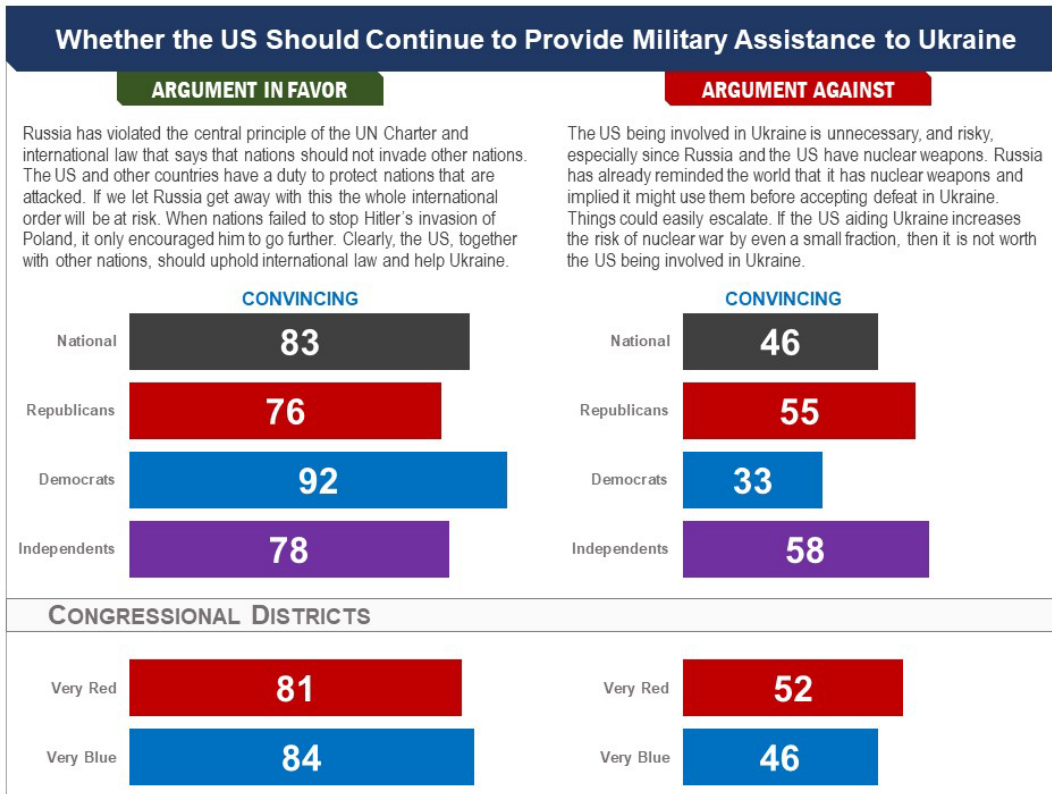 Whether the US Should Continue to Provide Military Assistance to Ukraine
ARGUMENT IN FAVOR
Russia has violated the central principle of the UN Charter and
international law that says that nations should not invade other nations.
The US and other countries have a duty to protect nations that are
attacked. If we let Russia get away with this the whole international
order will be at risk. When nations failed to stop Hitler's invasion of
Poland, it only encouraged him to go further. Clearly, the US, together
with other nations, should uphold international law and help Ukraine.
CONVINCING
National 83
Republicans 76
Democrats 92
Independents 78
ARGUMENT AGAINST
The US being involved in Ukraine is unnecessary, and risky,
especially since Russia and the US have nuclear weapons. Russia
has already reminded the world that it has nuclear weapons and
implied it might use them before accepting defeat in Ukraine.
Things could easily escalate. If the US aiding Ukraine increases
the risk of nuclear war by even a small fraction, then it is not worth
the US being involved in Ukraine.
CONVINCING
National 46
Republicans 55
Democrats 33
Independents 58
CONGRESSIONAL DISTRICTS
Very Red 81
Very Blue 84
Very Red 52
Very Blue 46